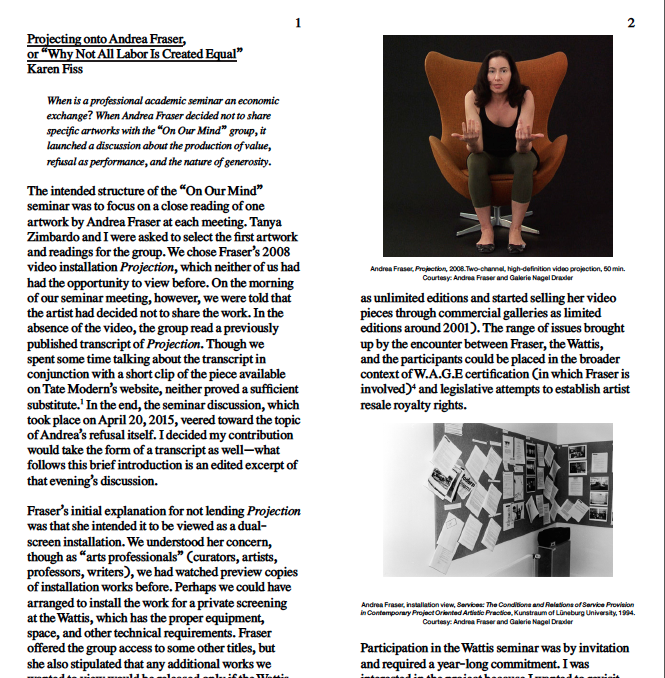 1
Projecting onto Andrea Fraser,
or “Why Not All Labor Is Created Equal”
Karen Fiss
When is a professional academic seminar an economic
exchange? When Andrea Fraser decided not to share
specific artworks with the “On Our Mind” group, it
launched a discussion about the production of value,
refusal as performance, and the nature of generosity.
The intended structure of the “On Our Mind”
seminar was to focus on a close reading of one
artwork by Andrea Fraser at each meeting. Tanya
Zimbardo and I were asked to select the first artwork
and readings for the group. We chose Fraser’s 2008
video installation Projection, which neither of us had
had the opportunity to view before. On the morning
of our seminar meeting, however, we were told that
the artist had decided not to share the work. In the
absence of the video, the group read a previously
published transcript of Projection. Though we
spent some time talking about the transcript in
conjunction with a short clip of the piece available
on Tate Modern’s website, neither proved a sufficient
substitute.¹ In the end, the seminar discussion, which
took place on April 20, 2015, veered toward the topic
of Andrea’s refusal itself. I decided my contribution
would take the form of a transcript as well—what
follows this brief introduction is an edited excerpt of
that evening’s discussion.
Fraser’s initial explanation for not lending Projection
was that she intended it to be viewed as a dual-
screen installation. We understood her concern,
though as “arts professionals” (curators, artists,
professors, writers), we had watched preview copies
of installation works before. Perhaps we could have
arranged to install the work for a private screening
at the Wattis, which has the proper equipment,
space, and other technical requirements. Fraser
offered the group access to some other titles, but
she also stipulated that any additional works we
wanted to view would be released only if the Wattis
2
Andrea Fraser, Projection, 2008.Two-channel, high-definition video projection, 50 min.
Courtesy: Andrea Fraser and Galerie Nagel Draxler
as unlimited editions and started selling her video
pieces through commercial galleries as limited
editions around 2001). The range of issues brought
up by the encounter between Fraser, the Wattis,
and the participants could be placed in the broader
context of W.A.G.E certification (in which Fraser is
involved)⁴ and legislative attempts to establish artist
resale royalty rights.
Andrea Fraser, installation view, Services: The Conditions and Relations of Service Provision
in Contemporary Project Oriented Artistic Practice, Kunstraum of Lüneburg University, 1994.
Courtesy: Andrea Fraser and Galerie Nagel Draxler
Participation in the Wattis seminar was by invitation
and required a year-long commitment. I was
interested in the project because I wanted to revisit